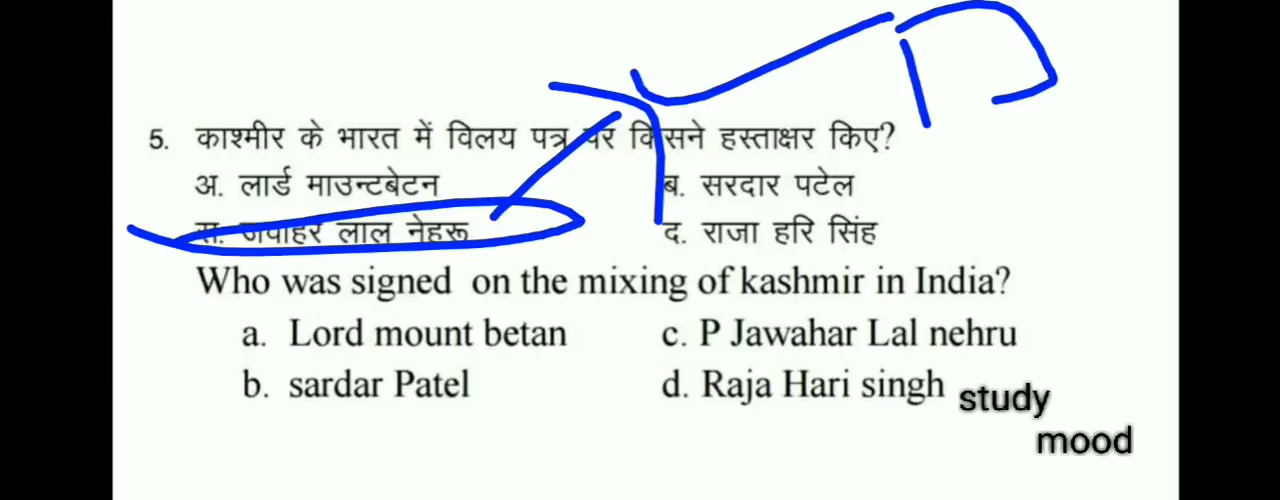 5. काश्मीर के भारत में विलय पत्र पर किसने हस्ताक्षर किए?
अ. लार्ड माउन्टबेटन ब. सरदार पटेल
स. जवाहर लाल नेहरू द. राजा हरि सिंह
Who was signed on the mixing of kashmir in India?
a. Lord mount betan c. P Jawahar Lal nehru
b. sardar Patel d. Raja Hari singh
study
mood